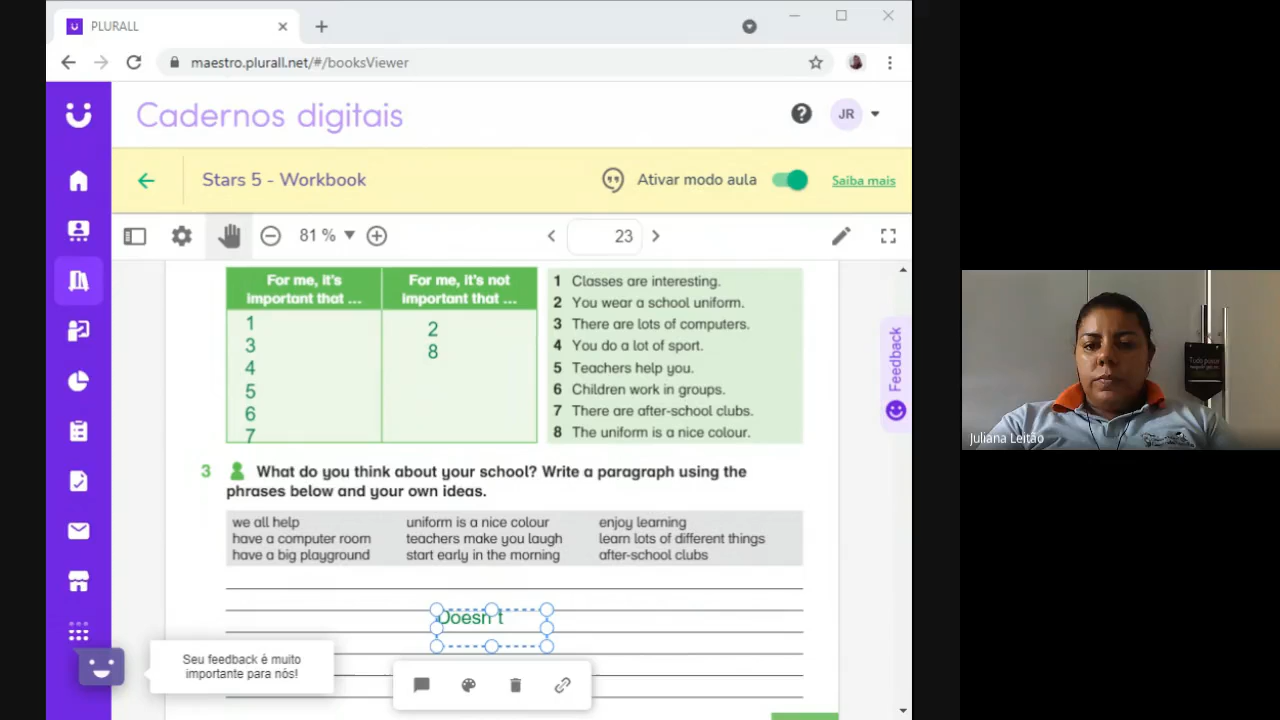 PLURALL
maestro.plurall.net/#/booksViewer
Cadernos digitais
JR
Stars 5 - Workbook
Ativar modo aula
Saiba mais
81 %
23
For me, it's important that ...
For me, it's not important that ...
1
3
4
5
6
7
2
8
1 Classes are interesting.
2 You wear a school uniform.
3 There are lots of computers.
4 You do a lot of sport.
5 Teachers help you.
6 Children work in groups.
7 There are after-school clubs.
8 The uniform is a nice colour.
3 What do you think about your school? Write a paragraph using the
phrases below and your own ideas.
we all help
have a computer room
have a big playground
uniform is a nice colour
teachers make you laugh
start early in the morning
enjoy learning
learn lots of different things
after-school clubs
Doesn't
Seu feedback é muito
importante para nós!
Feedback
Juliana Leitão